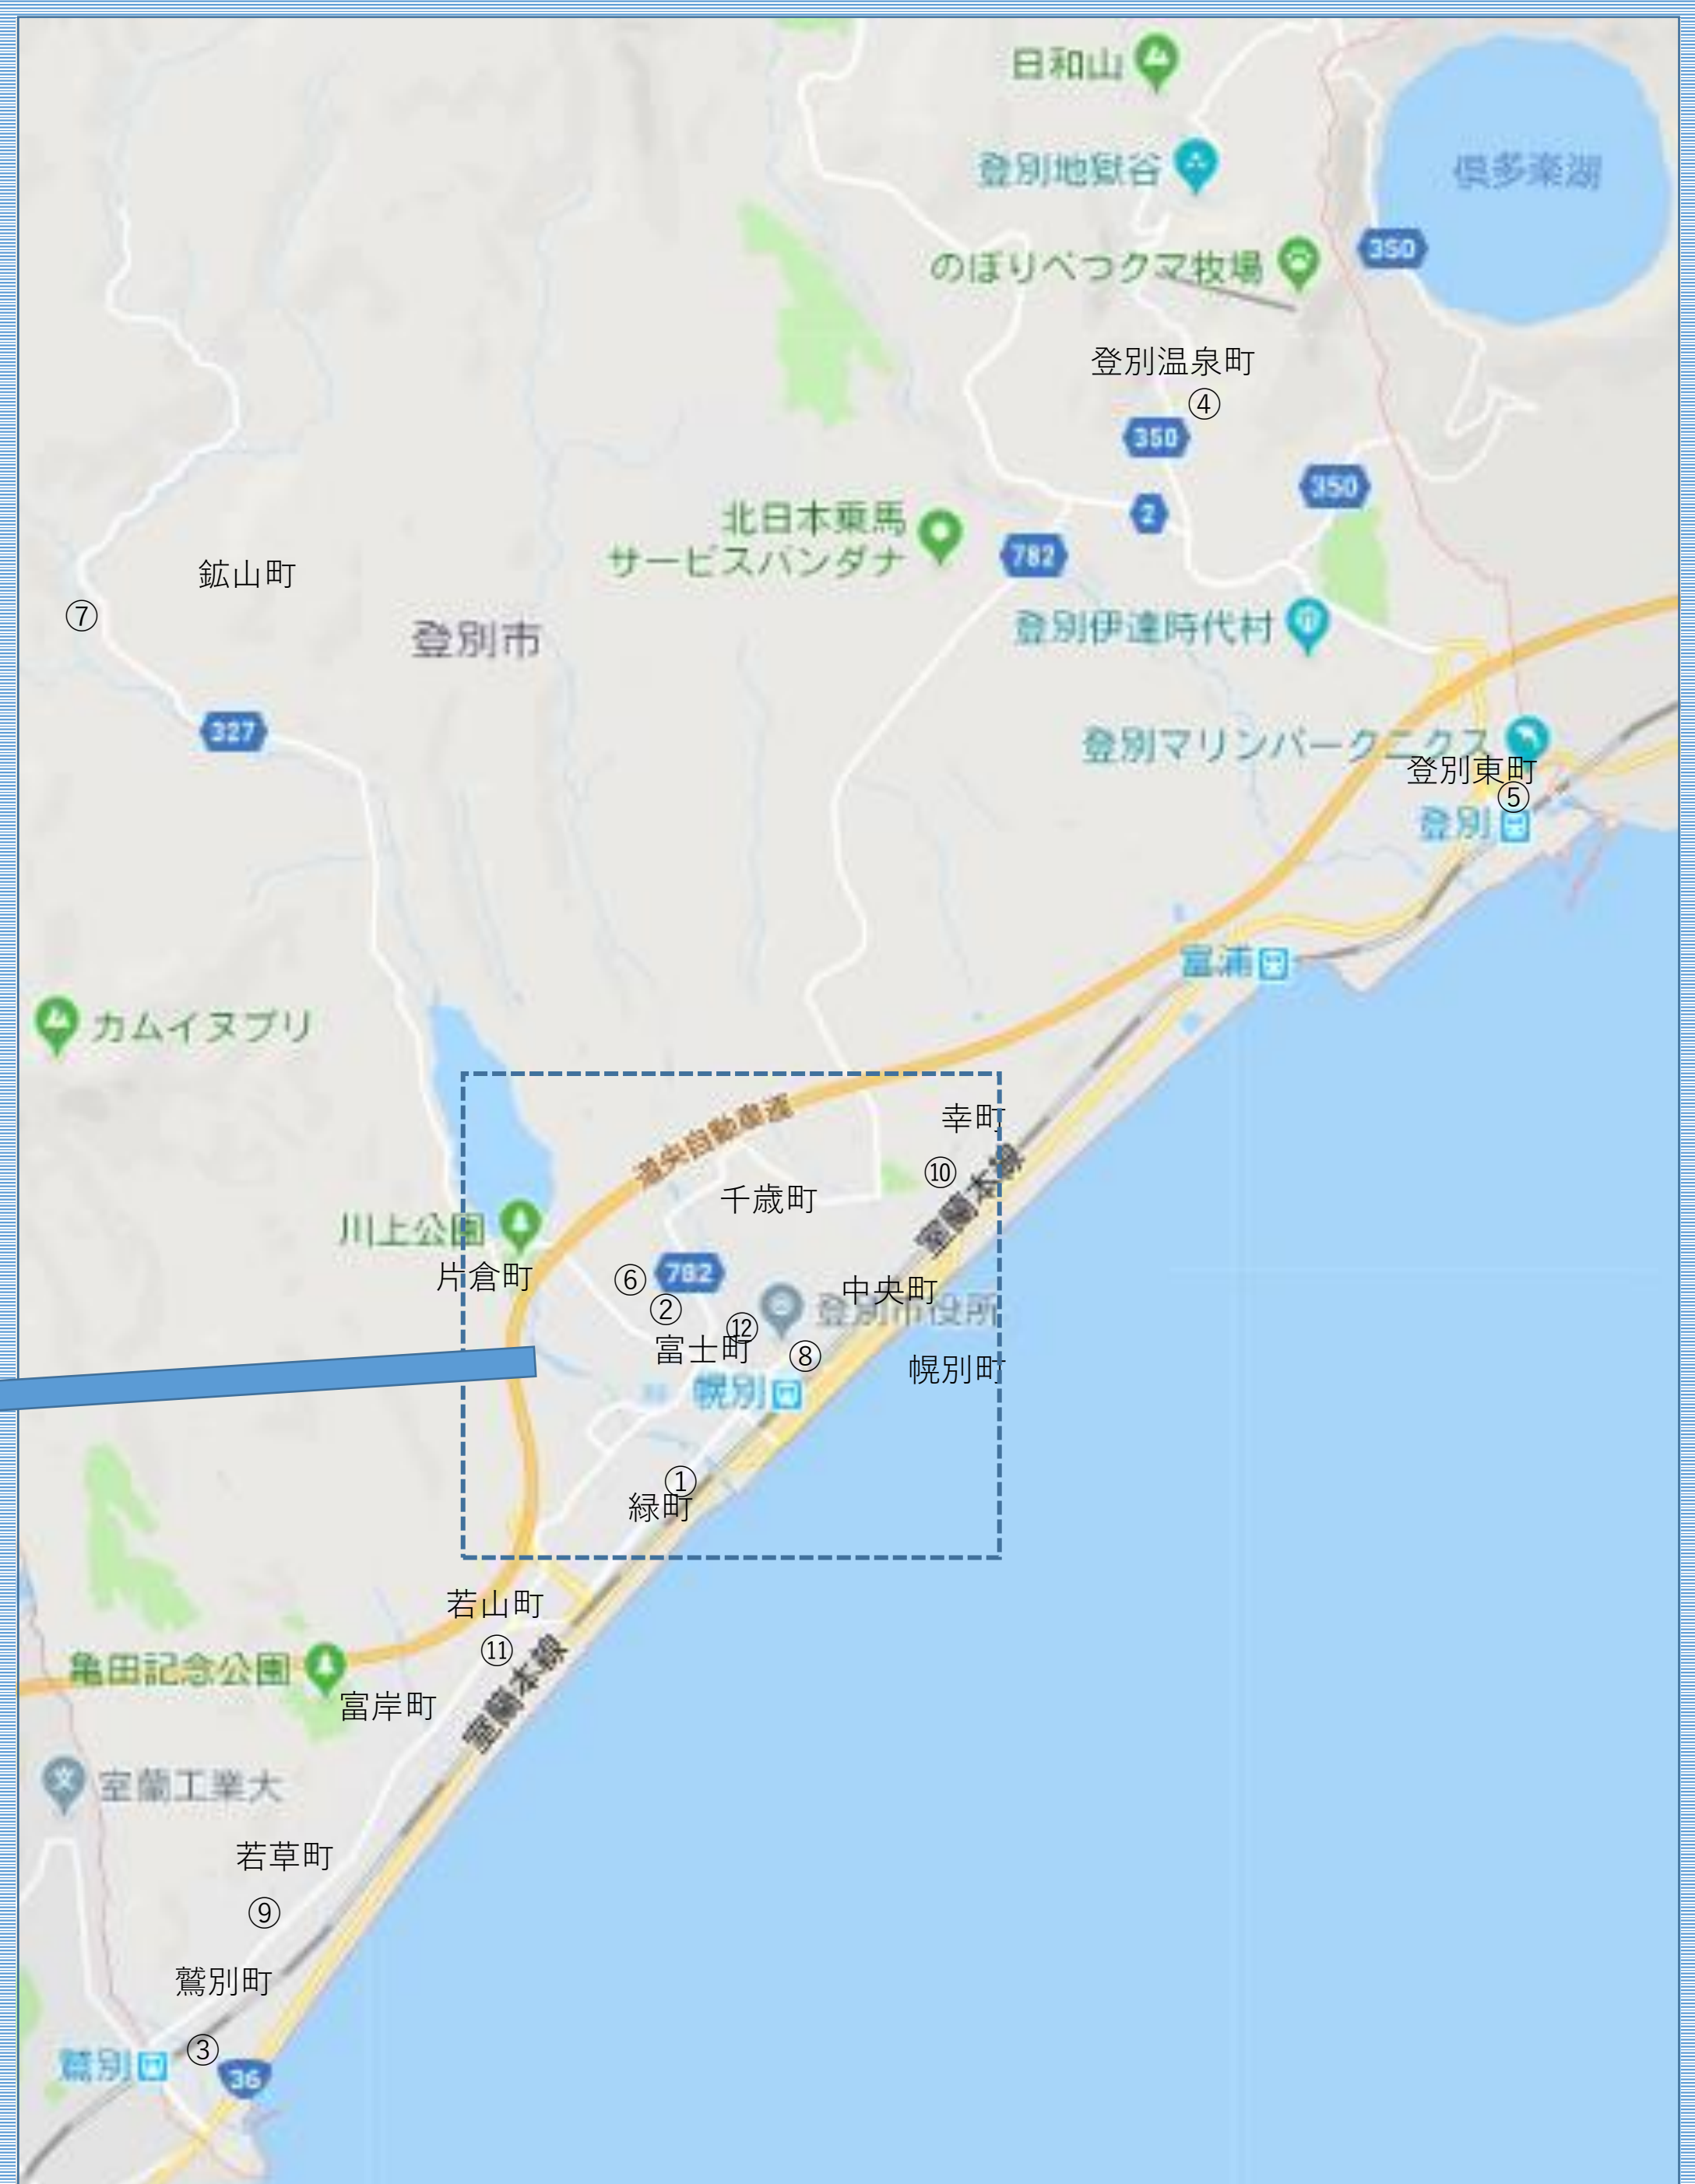 日和山
登別地獄谷
倶多楽湖
350
のぼりべつクマ牧場
登別温泉町
④
350
350
2
北日本乗馬
サービスバンダナ
782
鉱山町
⑦
登別市
登別伊達時代村
327
登別マリンパークニクス
登別東町
⑤
登別
富浦
カムイヌプリ
道央自動車道
幸町
⑩
室蘭本線
千歳町
川上公園
片倉町
⑥
782
②
中央町
登別市役所
⑫
富士町
⑧
幌別町
幌別
①
緑町
若山町
⑪
室蘭本線
亀田記念公園
富岸町
室蘭工業大
若草町
⑨
鷲別町
③
鷲別
36